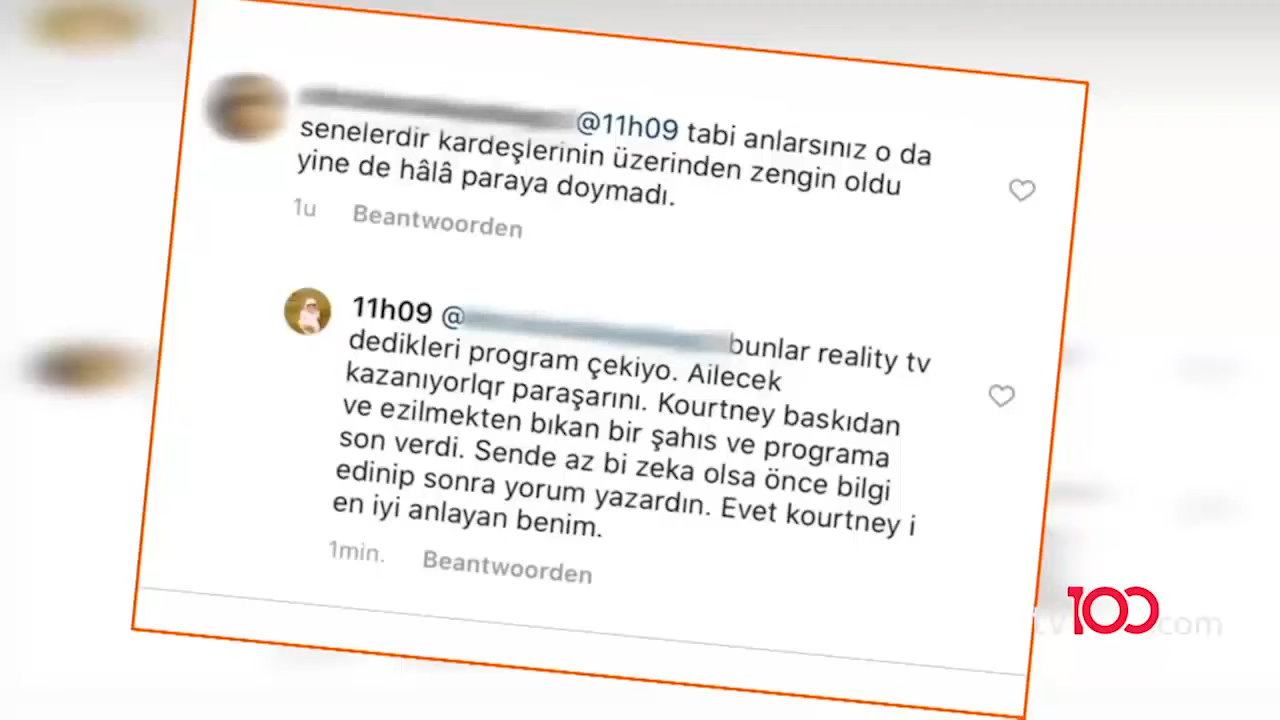 @11h09 tabi anlarsınız o da
senelerdir kardeşlerinin üzerinden zengin oldu
yine de hâlâ paraya doymadı.
1u Beantwoorden
11h09 @ bunlar reality tv
dedikleri program çekiyo. Ailecek
kazanıyorlqr paraşarını. Kourtney baskıdan
ve ezilmekten bıkan bir şahıs ve programa
son verdi. Sende az bi zeka olsa önce bilgi
edinip sonra yorum yazardın. Evet kourtney i
en iyi anlayan benim.
1min. Beantwoorden
tv100.com